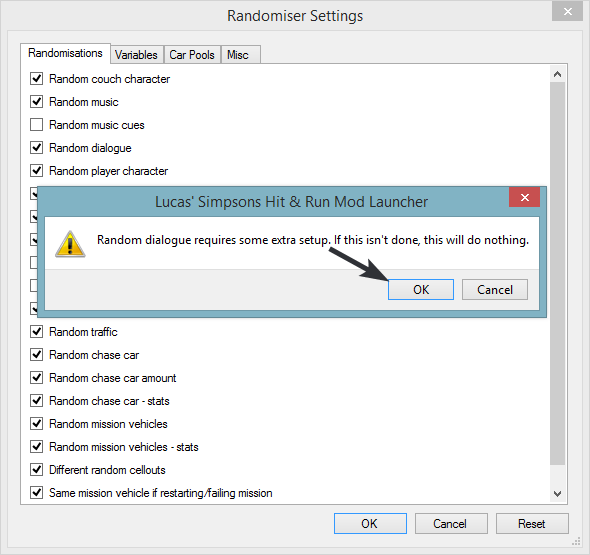 Randomiser Settings
Randomisations Variables Car Pools Misc
Random couch character
Random music
Random music cues
Random dialogue
Random player character
Lucas' Simpsons Hit & Run Mod Launcher
Random dialogue requires some extra setup. If this isn't done, this will do nothing.
OK Cancel
Random traffic
Random chase car
Random chase car amount
Random chase car - stats
Random mission vehicles
Random mission vehicles - stats
Different random cellouts
Same mission vehicle if restarting/failing mission
OK Cancel Reset